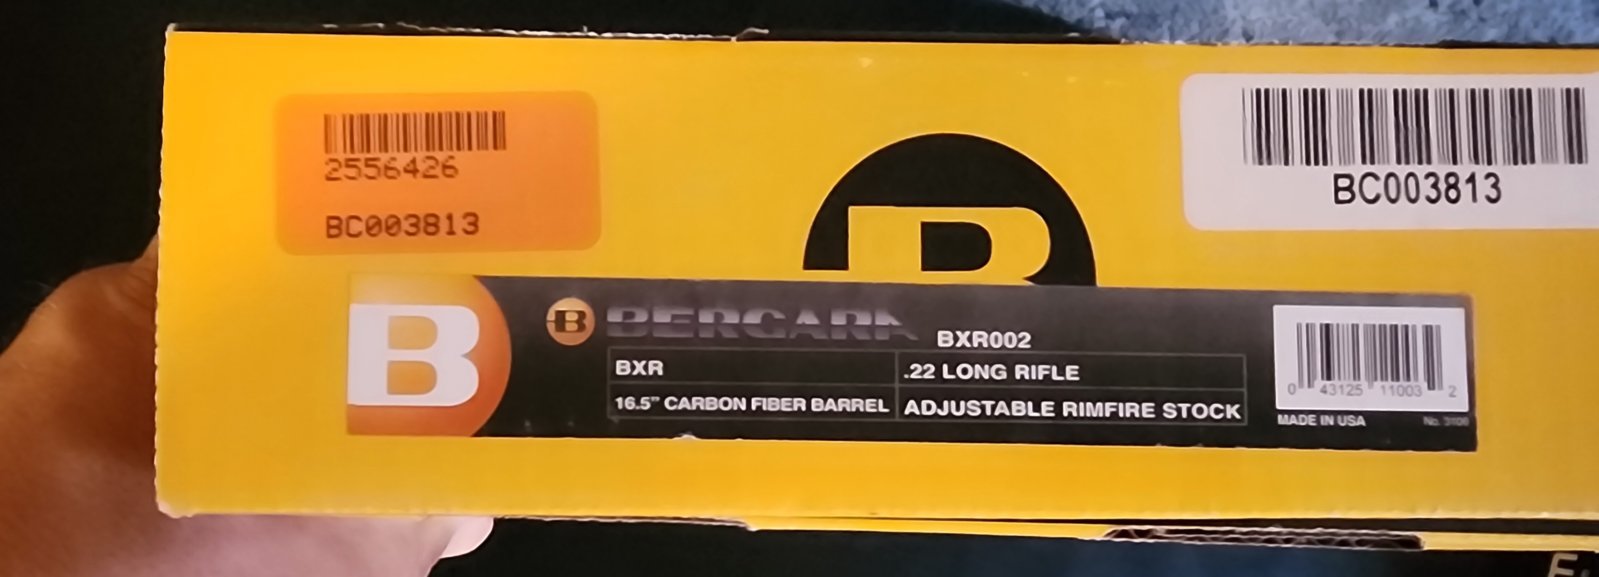 2556426
BC003813
BC003813
B
B
B BERGARA
BXR002
BXR
.22 LONG RIFLE
16.5" CARBON FIBER BARREL
ADJUSTABLE RIMFIRE STOCK
0 43125 11003 2
MADE IN USA